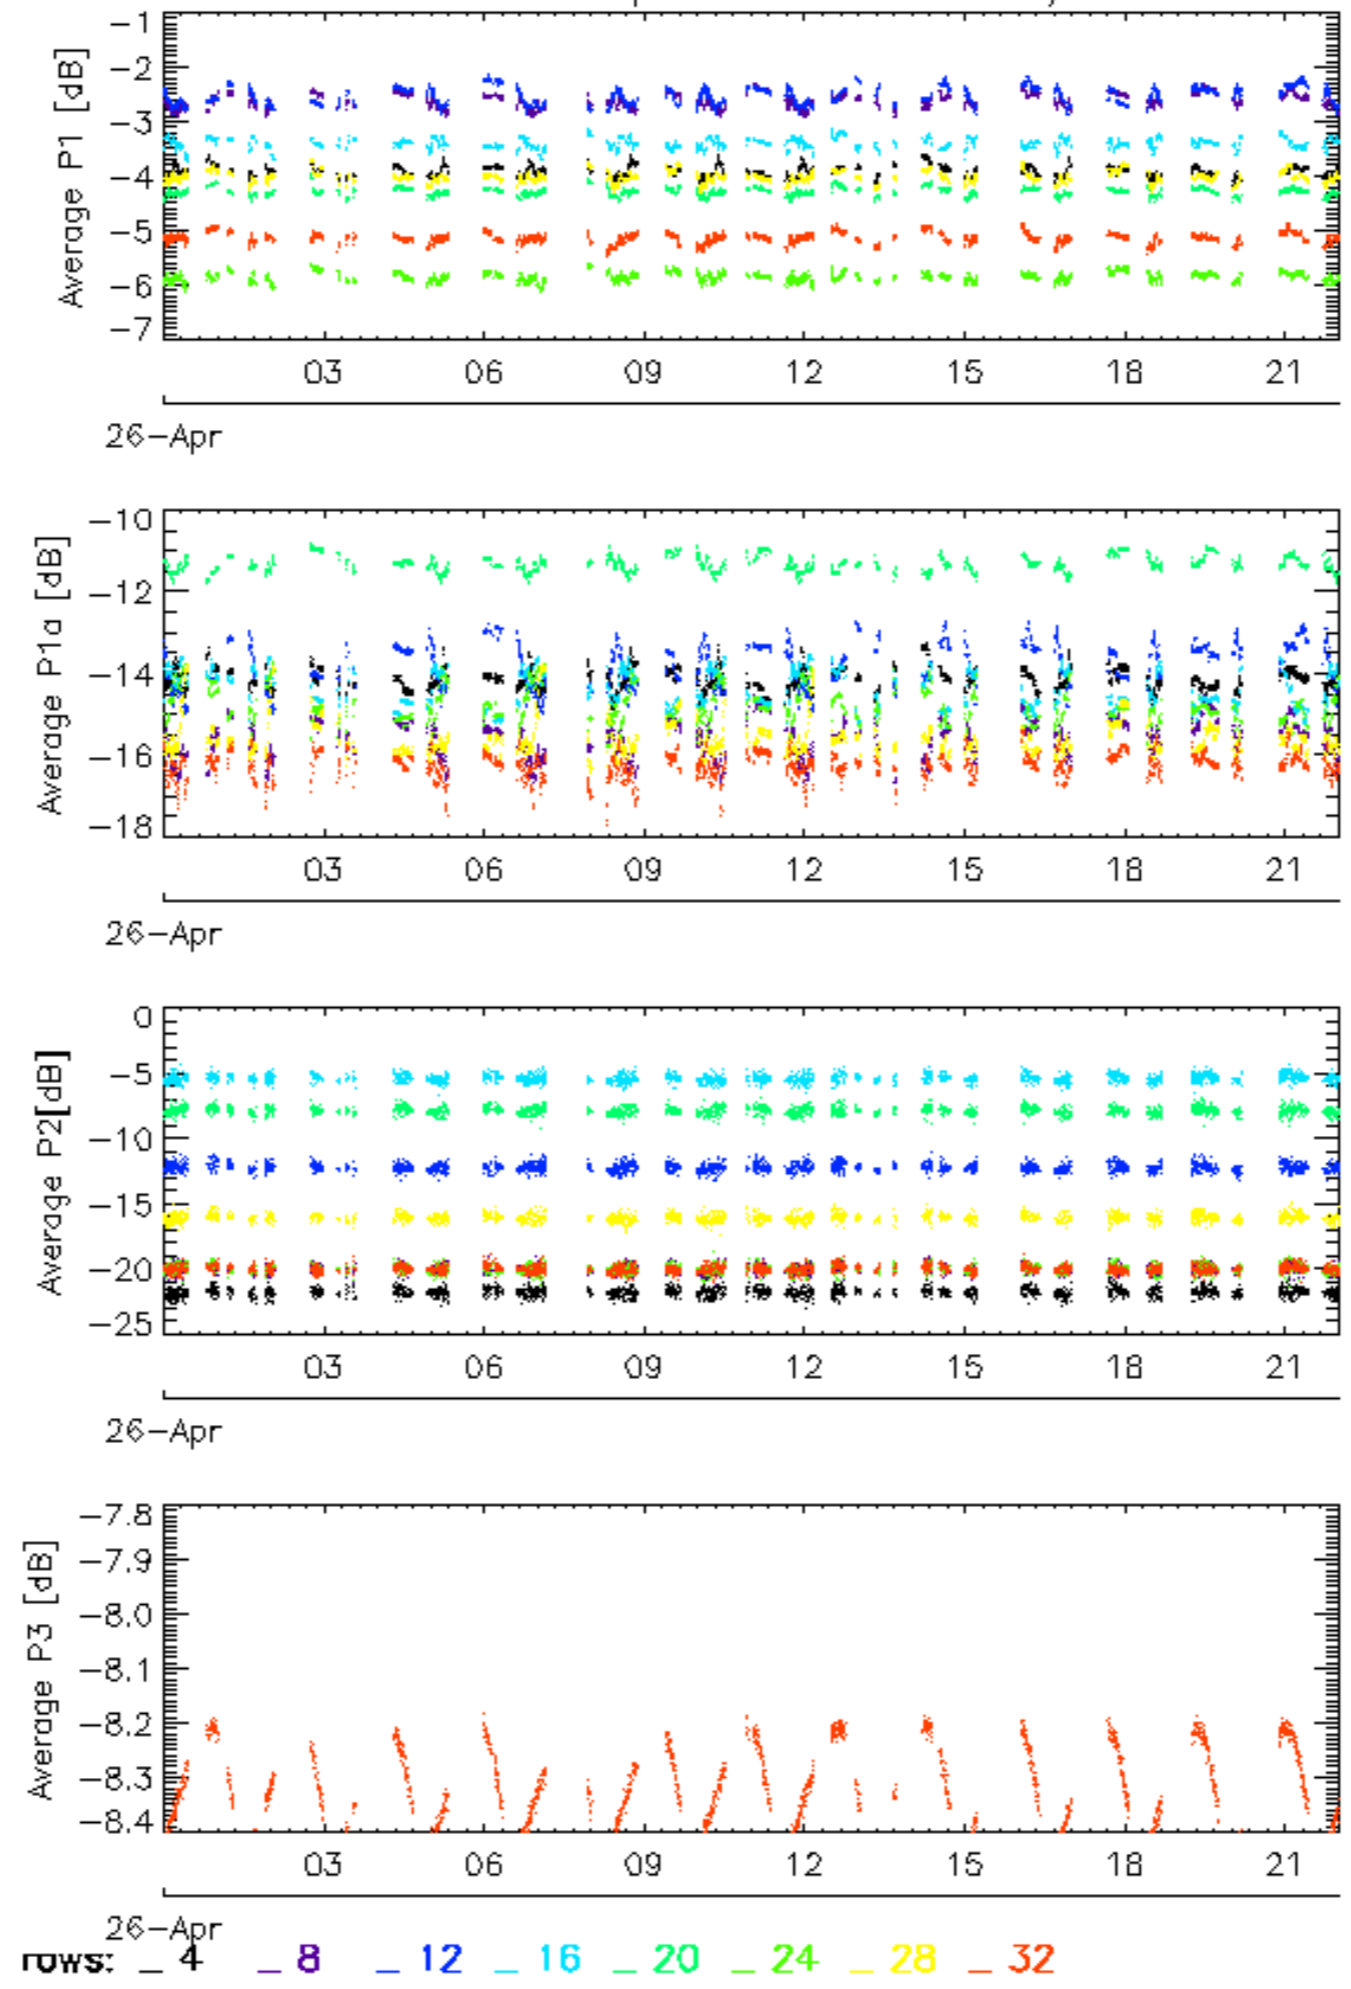 Average P1 [dB]
-1
-2
-3
-4
-5
-6
-7
03 06 09 12 15 18 21
26-Apr
Average P1a [dB]
-10
-12
-14
-16
-18
03 06 09 12 15 18 21
26-Apr
Average P2[dB]
0
-5
-10
-15
-20
-25
03 06 09 12 15 18 21
26-Apr
Average P3 [dB]
-7.8
-7.9
-8.0
-8.1
-8.2
-8.3
-8.4
03 06 09 12 15 18 21
26-Apr
rows: _ 4 _ 8 _ 12 _ 16 _ 20 _ 24 _ 28 _ 32